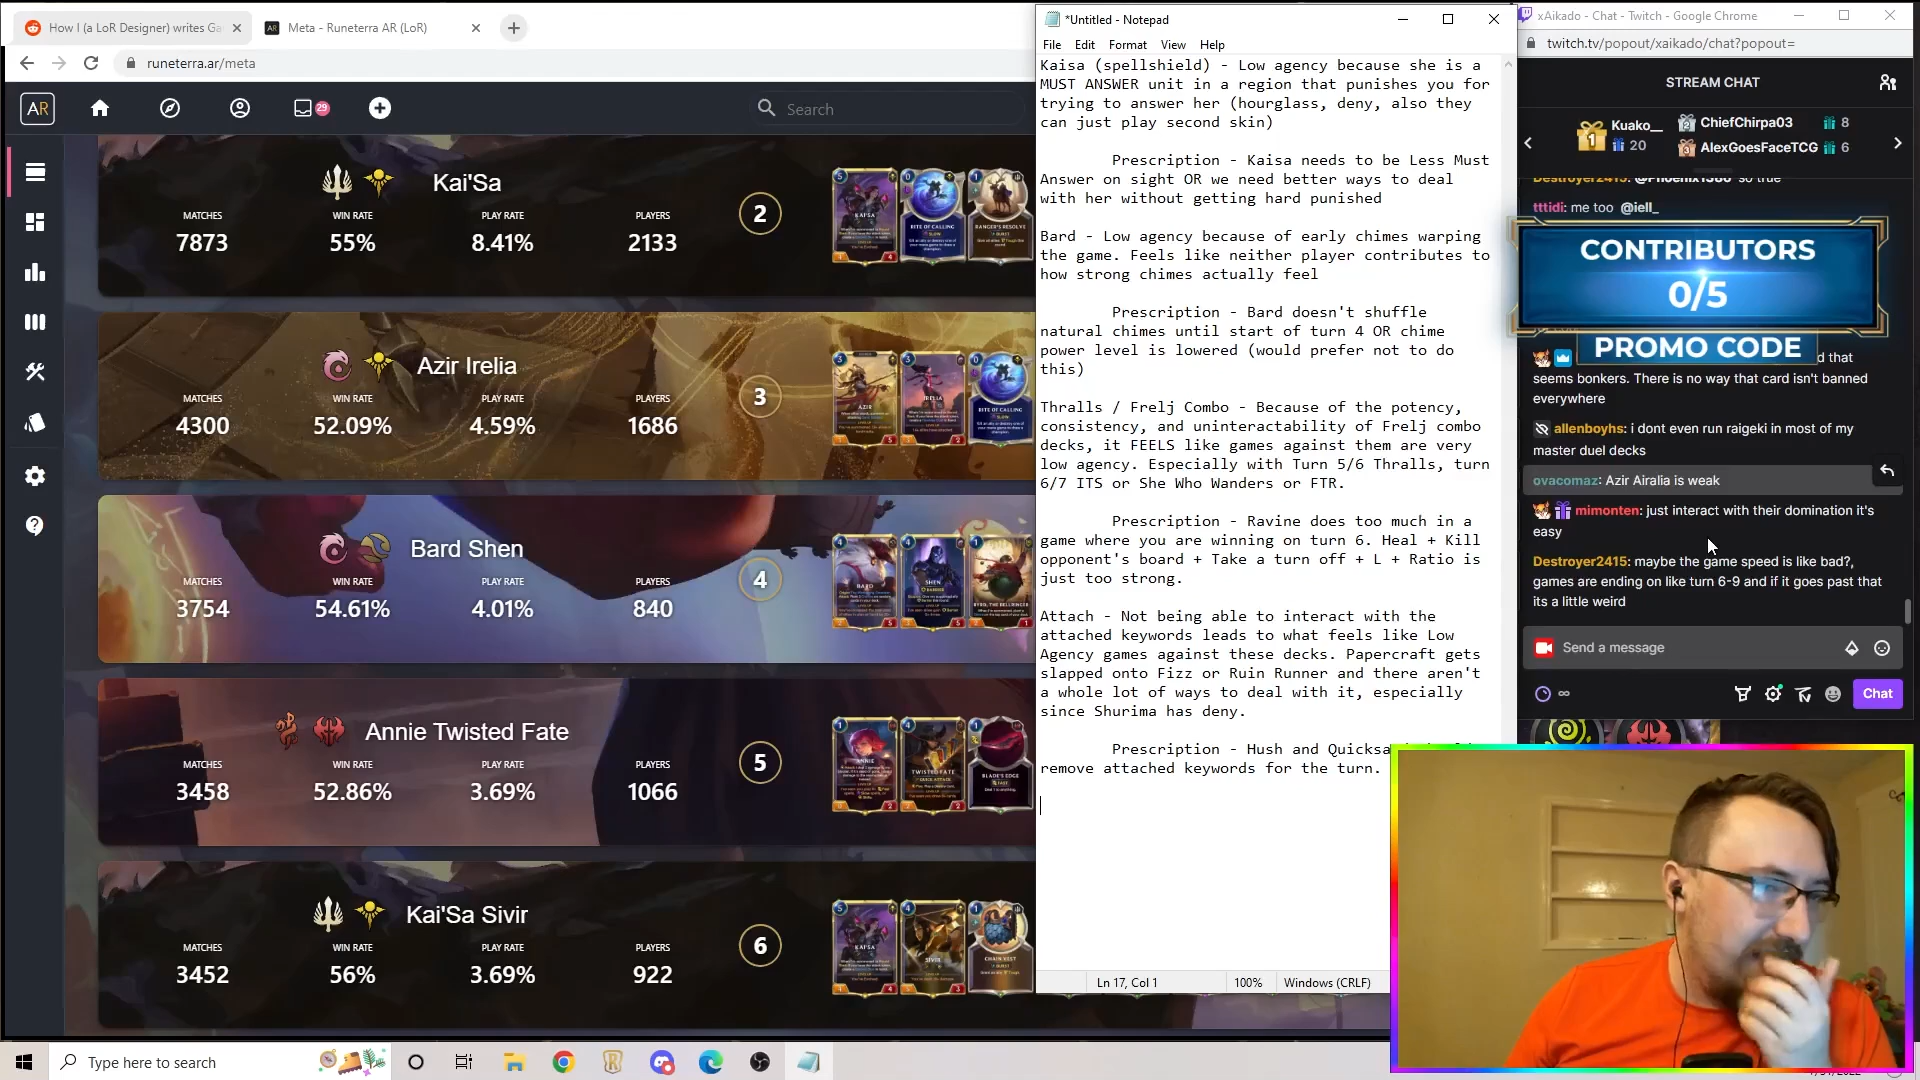 How I (a LoR Designer) writes Ga
Meta - Runeterra AR (LoR)
runeterra.ar/meta
AR
29
Search
Kai'Sa
MATCHES WIN RATE PLAY RATE PLAYERS
7873 55% 8.41% 2133
2
Azir Irelia
MATCHES WIN RATE PLAY RATE PLAYERS
4300 52.09% 4.59% 1686
3
Bard Shen
MATCHES WIN RATE PLAY RATE PLAYERS
3754 54.61% 4.01% 840
4
Annie Twisted Fate
MATCHES WIN RATE PLAY RATE PLAYERS
3458 52.86% 3.69% 1066
5
Kai'Sa Sivir
MATCHES WIN RATE PLAY RATE PLAYERS
3452 56% 3.69% 922
6
*Untitled - Notepad
File Edit Format View Help
Kaisa (spellshield) - Low agency because she is a
MUST ANSWER unit in a region that punishes you for
trying to answer her (hourglass, deny, also they
can just play second skin)
Prescription - Kaisa needs to be Less Must
Answer on sight OR we need better ways to deal
with her without getting hard punished
Bard - Low agency because of early chimes warping
the game. Feels like neither player contributes to
how strong chimes actually feel
Prescription - Bard doesn't shuffle
natural chimes until start of turn 4 OR chime
power level is lowered (would prefer not to do
this)
Thralls / Frelj Combo - Because of the potency,
consistency, and uninteractability of Frelj combo
decks, it FEELS like games against them are very
low agency. Especially with Turn 5/6 Thralls, turn
6/7 ITS or She Who Wanders or FTR.
Prescription - Ravine does too much in a
game where you are winning on turn 6. Heal + Kill
opponent's board + Take a turn off + L + Ratio is
just too strong.
Attach - Not being able to interact with the
attached keywords leads to what feels like Low
Agency games against these decks. Papercraft gets
slapped onto Fizz or Ruin Runner and there aren't
a whole lot of ways to deal with it, especially
since Shurima has deny.
Prescription - Hush and Quicksa
remove attached keywords for the turn.
Ln 17, Col 1 100% Windows (CRLF)
xAikado - Chat - Twitch - Google Chrome
twitch.tv/popout/xaikado/chat?popout=
STREAM CHAT
1 Kuako__ 20
2 ChiefChirpa03 8
3 AlexGoesFaceTCG 6
Destroyer2415: @Phoenix1386 so true
tttidi: me too @iell_
CONTRIBUTORS
0/5
PROMO CODE
d that
seems bonkers. There is no way that card isn't banned
everywhere
allenboyhs: i dont even run raigeki in most of my
master duel decks
ovacomaz: Azir Airalia is weak
mimonten: just interact with their domination it's
easy
Destroyer2415: maybe the game speed is like bad?,
games are ending on like turn 6-9 and if it goes past that
its a little weird
Send a message
∞
Chat
Type here to search